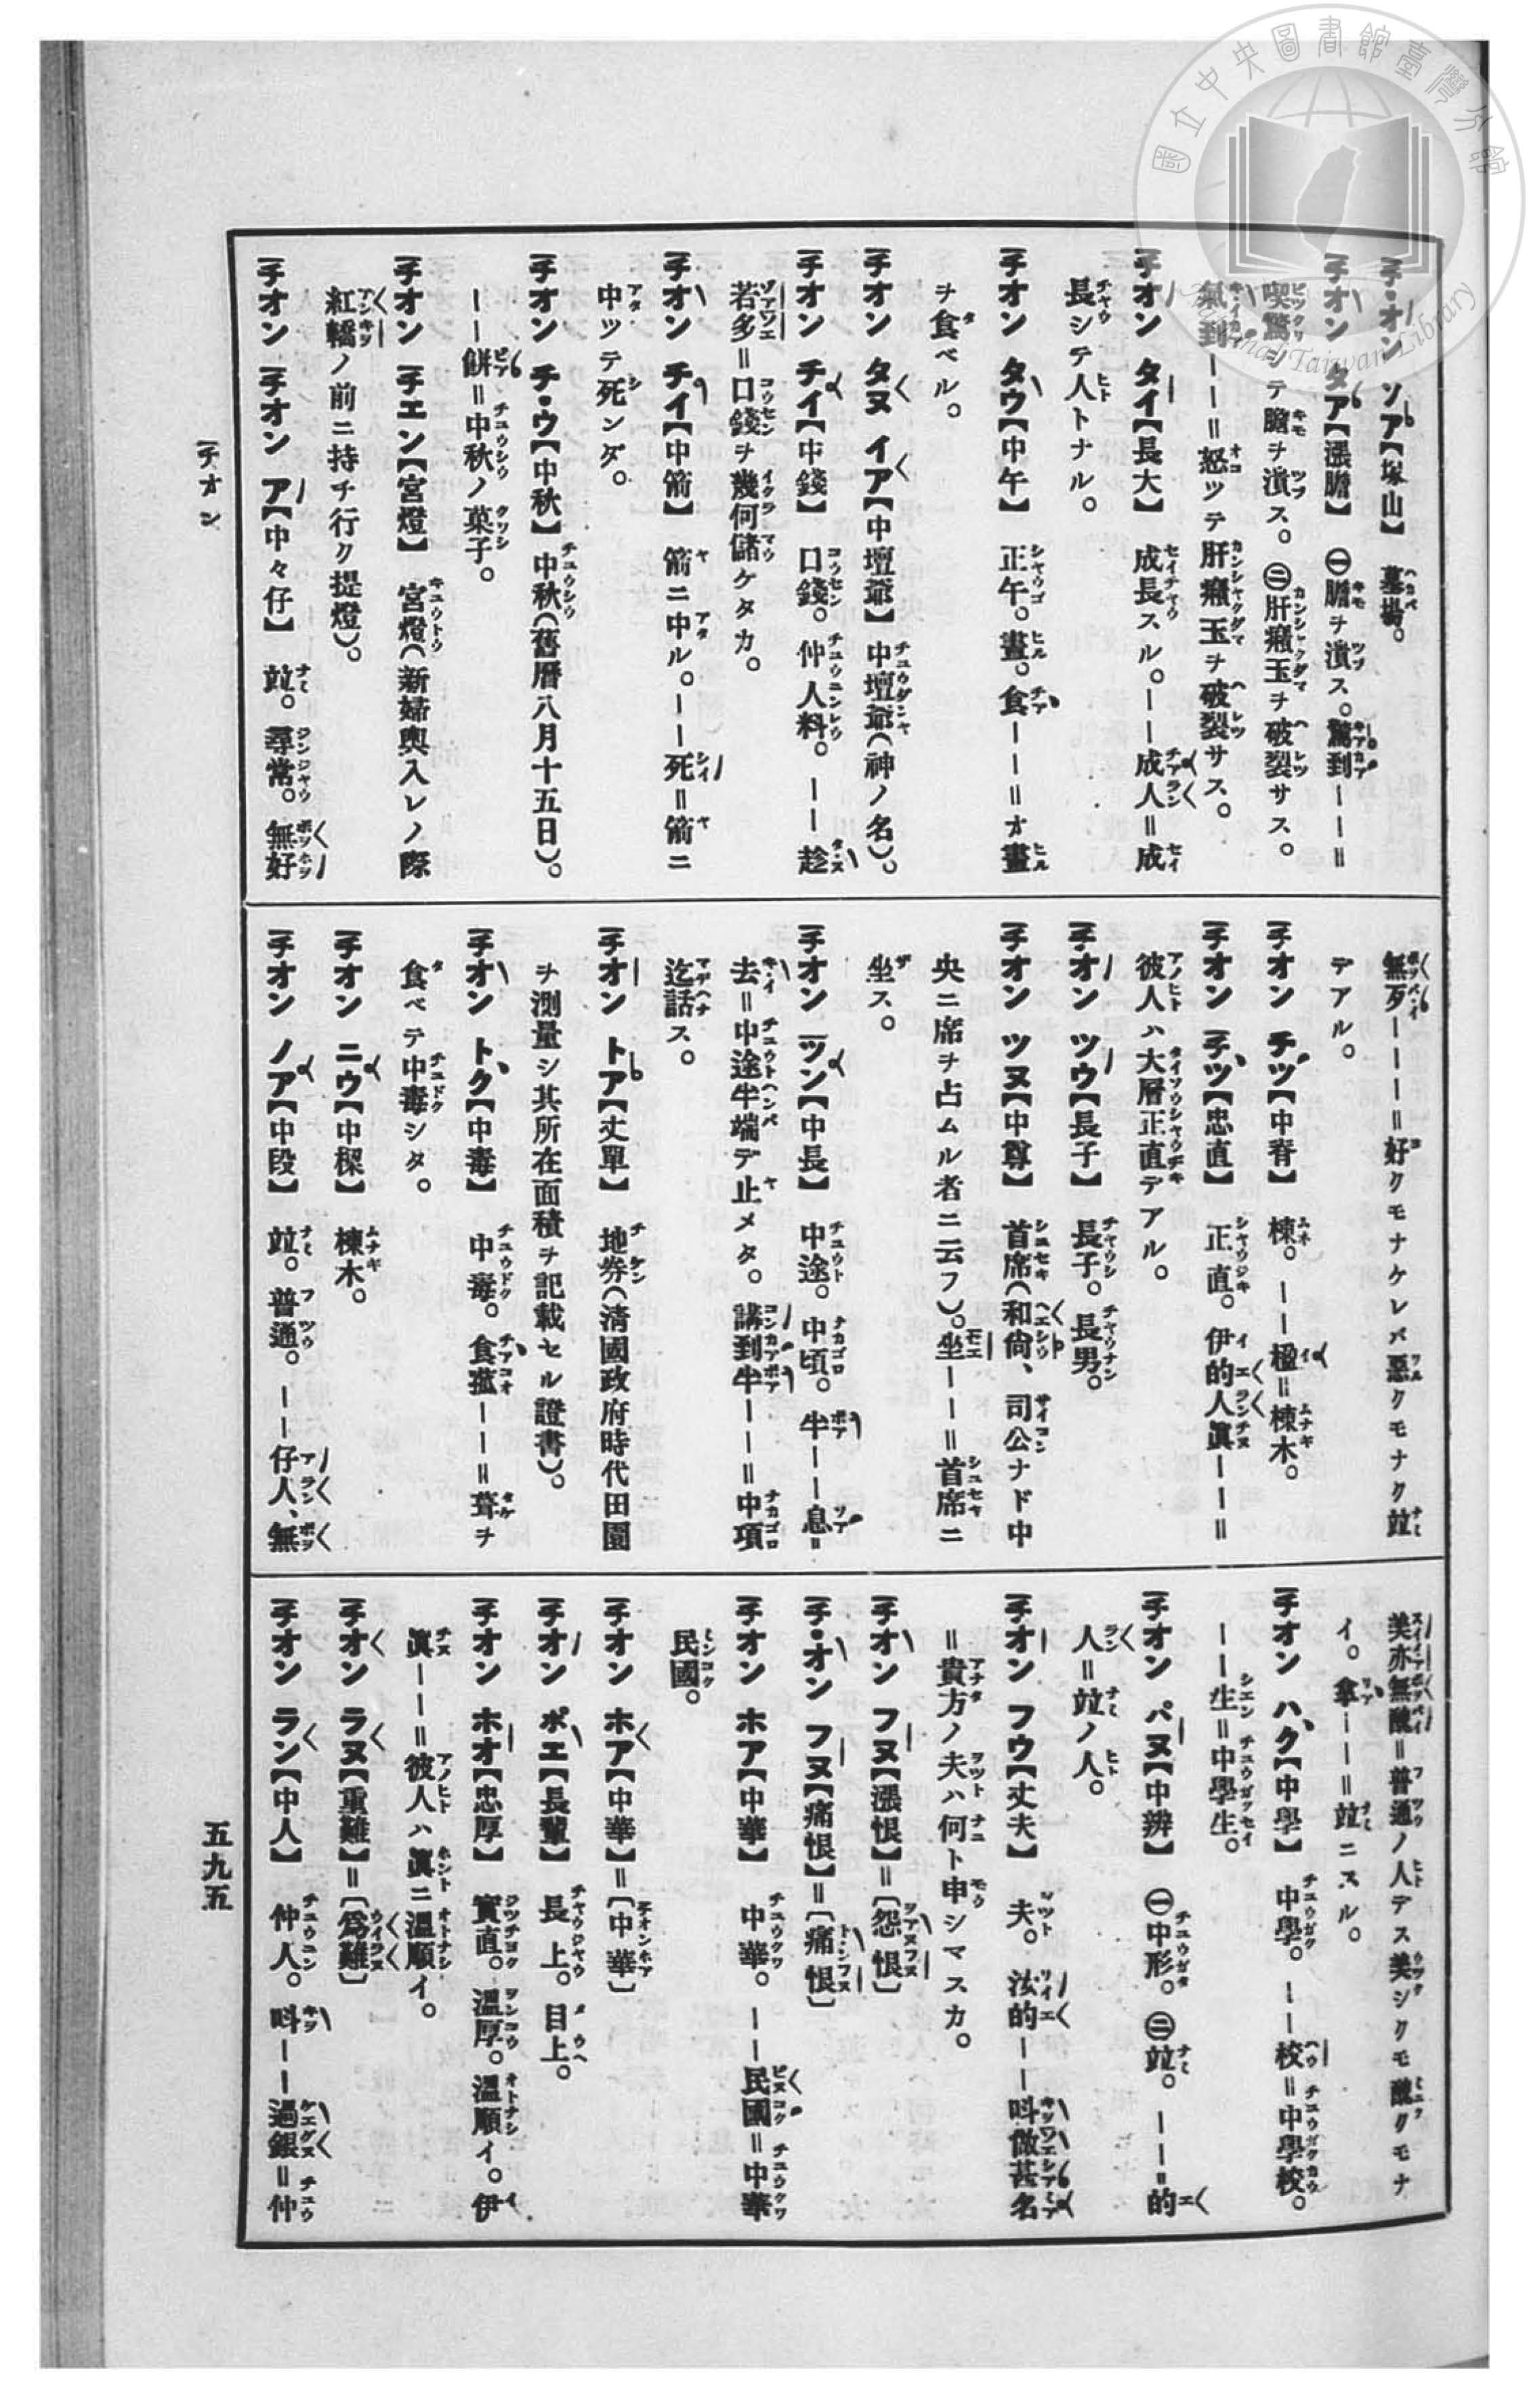 國立中央圖書館臺灣分館
National Taiwan Library
チオン ソア【塚山】 墓場。
チオン タア【漲膽】 ㊀膽ヲ潰ス。驚到ーー＝
喫驚シテ膽ヲ潰ス。㊁肝癪玉ヲ破裂サス。
氣到ーー＝怒ツテ肝癪玉ヲ破裂サス。
チオン タイ【長大】 成長スル。ーー成人＝成
長シテ人トナル。
チオン タウ【中午】 正午。晝。食ーー＝オ晝
ヲ食ベル。
チオン タヌ イア【中壇爺】 中壇爺(神ノ名)。
チオン チイ【中錢】 口錢。仲人料。ーー趁
若多＝口錢ヲ幾何儲ケタカ。
チオン チイ【中箭】 箭ニ中ル。ーー死＝箭ニ
中ツテ死ンダ。
チオン チウ【中秋】 中秋(舊曆八月十五日)。
ーー餅＝中秋ノ菓子。
チオン チエン【宮燈】 宮燈(新婦輿入レノ際
紅轎ノ前ニ持チ行ク提燈)。
チオン チオン ア【中々仔】 竝。尋常。無好
無歹ーーー＝好クモナケレバ惡クモナク竝
デアル。
チオン チツ【中脊】 棟。ーー楹＝棟木。
チオン チツ【忠直】 正直。伊的人眞ーー＝
彼人ハ大層正直デアル。
チオン ツウ【長子】 長子。長男。
チオン ツヌ【中尊】 首席(和尙、司公ナド中
央ニ席ヲ占ムル者ニ云フ)。坐ーー＝首席ニ
坐ス。
チオン ツン【中長】 中途。中頃。半ーー息＝
去＝中途半端デ止メタ。講到半ーー＝中項
迄話ス。
チオン トア【丈單】 地券(淸國政府時代田園
ヲ測量シ其所在面積ヲ記載セル證書)。
チオン トク【中毒】 中毒。食菰ーー＝茸ヲ
食ベテ中毒シタ。
チオン ニウ【中樑】 棟木。
チオン ノア【中段】 竝。普通。ーー仔人、無
美亦無醜＝普通ノ人デス美シクモ醜クモナ
イ。拿ーー＝竝ニスル。
チオン ハク【中學】 中學。ーー校＝中學校。
ーー生＝中學生。
チオン パヌ【中辨】 ㊀中形。㊁竝。ーー的
人＝竝ノ人。
チオン フウ【丈夫】 夫。汝的ーー叫做甚名
＝貴方ノ夫ハ何ト申シマスカ。
チオン フヌ【漲恨】＝〔怨恨〕
チオン フヌ【痛恨】＝〔痛恨〕
チオン ホア【中華】 中華。ーー民國＝中華
民國。
チオン ホア【中華】＝〔中華〕
チオン ポエ【長輩】 長上。目上。
チオン ホオ【忠厚】 實直。溫厚。溫順イ。伊
眞ーー＝彼人ハ眞ニ溫順イ。
チオン ラヌ【重難】＝〔爲難〕
チオン ラン【中人】 仲人。叫ーー過銀＝仲
チオン
五九五